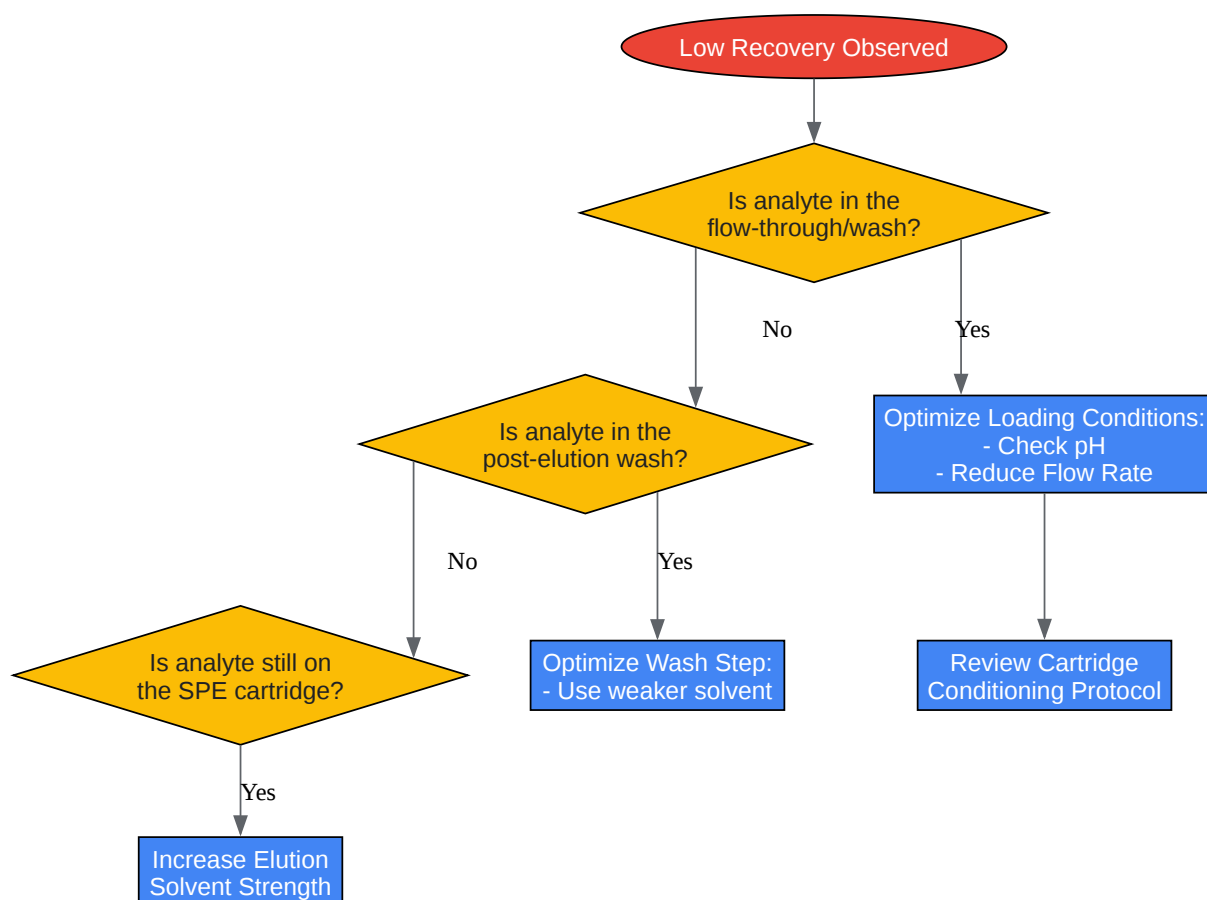 Low Recovery Observed
Is analyte in the
flow-through/wash?
No
Yes
Is analyte in the
post-elution wash?
Optimize Loading Conditions:
- Check pH
- Reduce Flow Rate
No
Yes
Is analyte still on
the SPE cartridge?
Optimize Wash Step:
- Use weaker solvent
Review Cartridge
Conditioning Protocol
Yes
Increase Elution
Solvent Strength